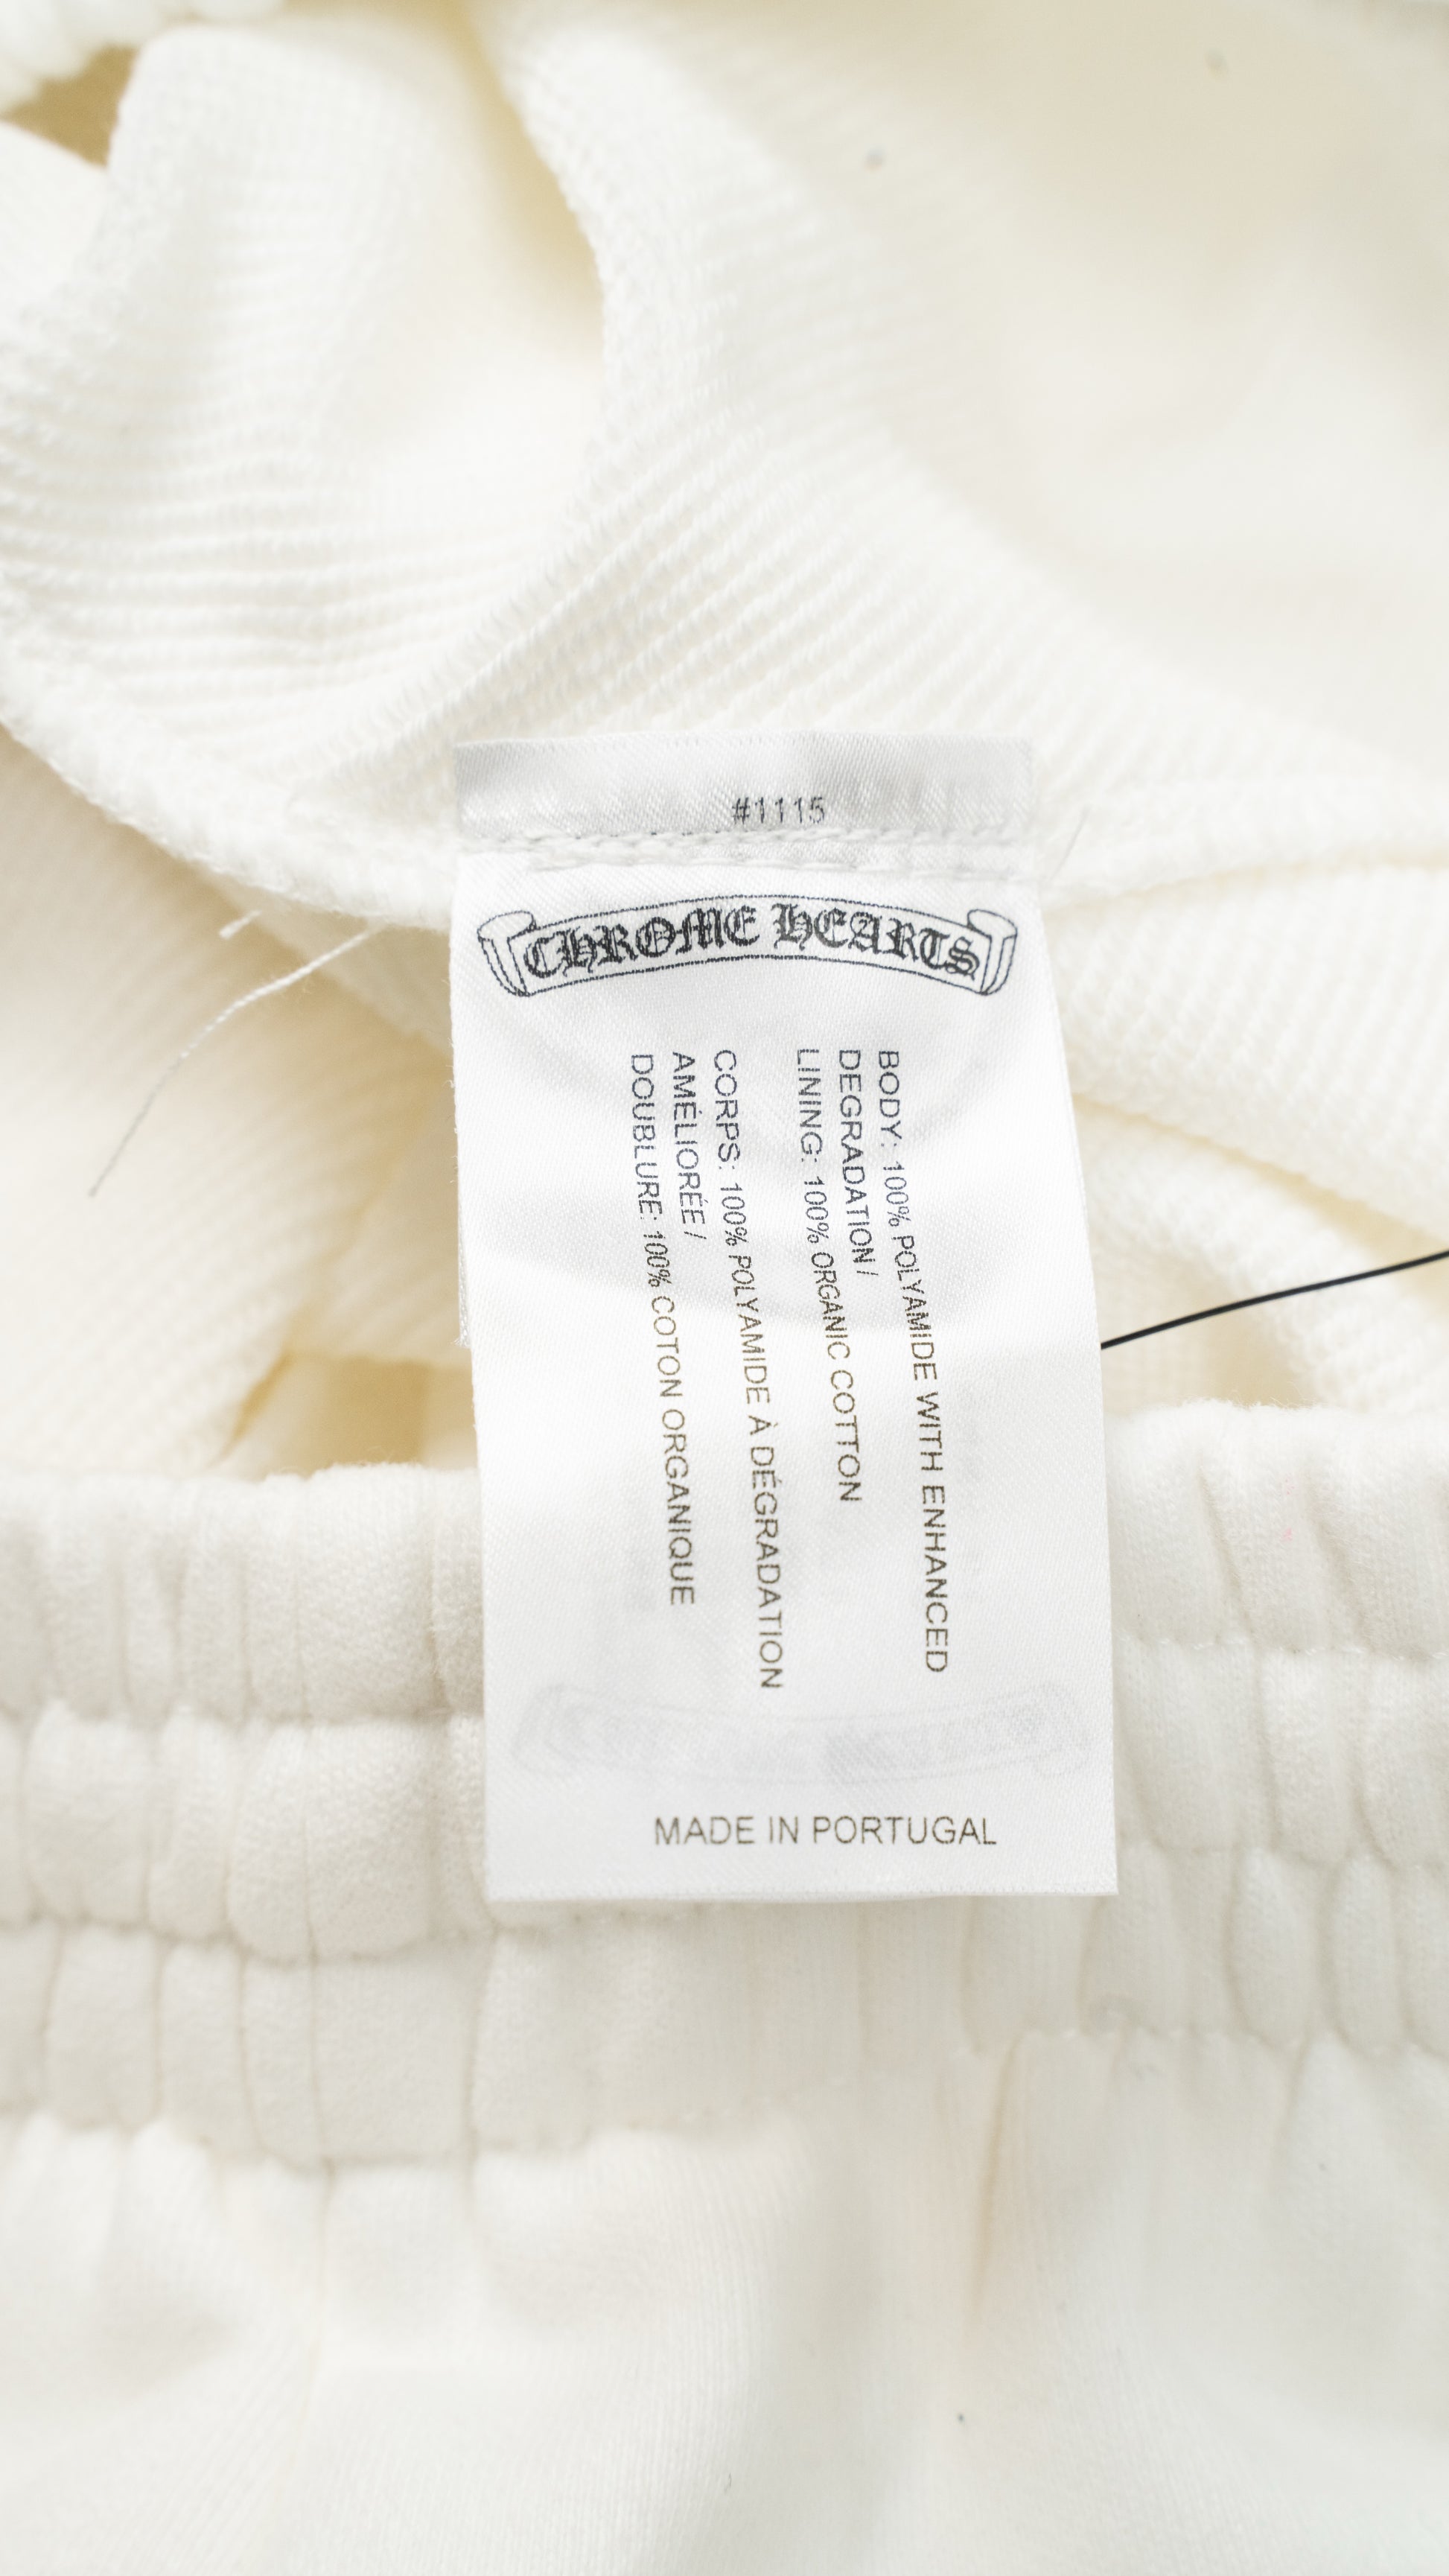 #1115
CHROME HEARTS
BODY: 100% POLYAMIDE WITH ENHANCED
DEGRADATION /
LINING: 100% ORGANIC COTTON
CORPS: 100% POLYAMIDE À DÉGRADATION
AMÉLIORÉE /
DOUBLURE: 100% COTON ORGANIQUE
MADE IN PORTUGAL